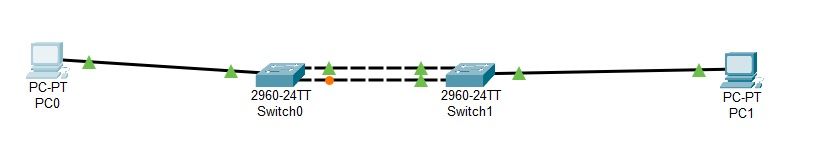 PC-PT
PC0
2960-24TT
Switch0
2960-24TT
Switch1
PC-PT
PC1